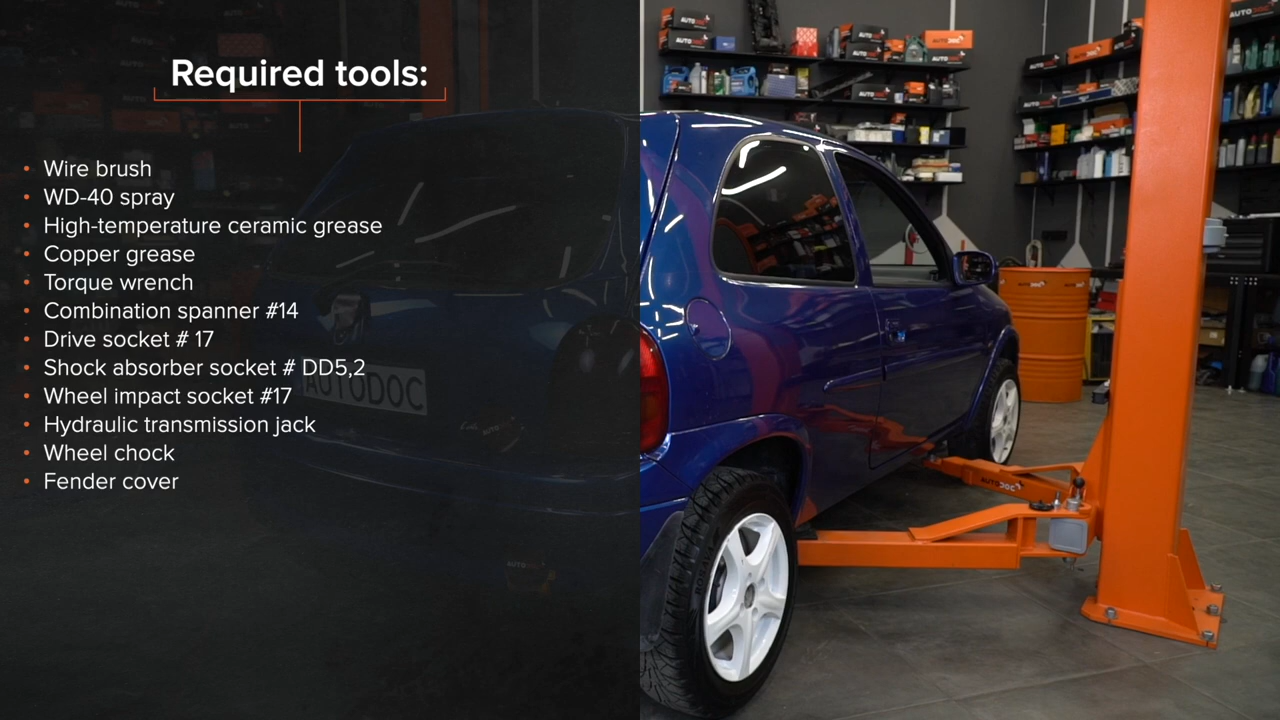 Required tools:
• Wire brush
• WD-40 spray
• High-temperature ceramic grease
• Copper grease
• Torque wrench
• Combination spanner #14
• Drive socket # 17
• Shock absorber socket # DD5,2
• Wheel impact socket #17
• Hydraulic transmission jack
• Wheel chock
• Fender cover
AUTODOC
AUTODOC